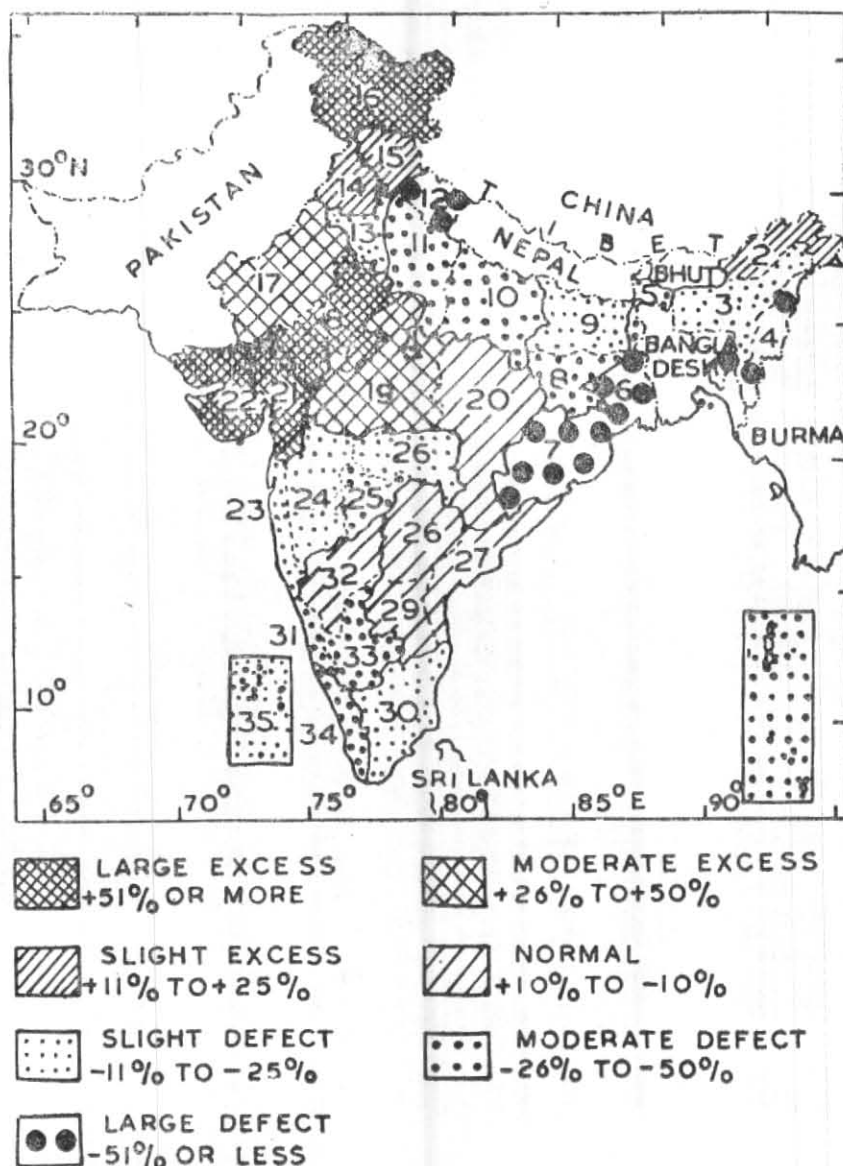 16
15
30°N
14
12
T
CHINA
I
B
E
T
PAKISTAN
13
11
NEPAL
BHUT
2
17
18
10
5
3
9
4
BANGLA
DESH
8
6
22
21
19
20
7
20°
BURMA
26
23
24
25
26
27
32
29
31
33
10°
35
34
30
SRI LANKA
65°
70°
75°
80°
85°E
90°
LARGE EXCESS
+51% OR MORE
MODERATE EXCESS
+26% TO +50%
SLIGHT EXCESS
+11% TO +25%
NORMAL
+10% TO -10%
SLIGHT DEFECT
-11% TO -25%
MODERATE DEFECT
-26% TO -50%
LARGE DEFECT
-51% OR LESS